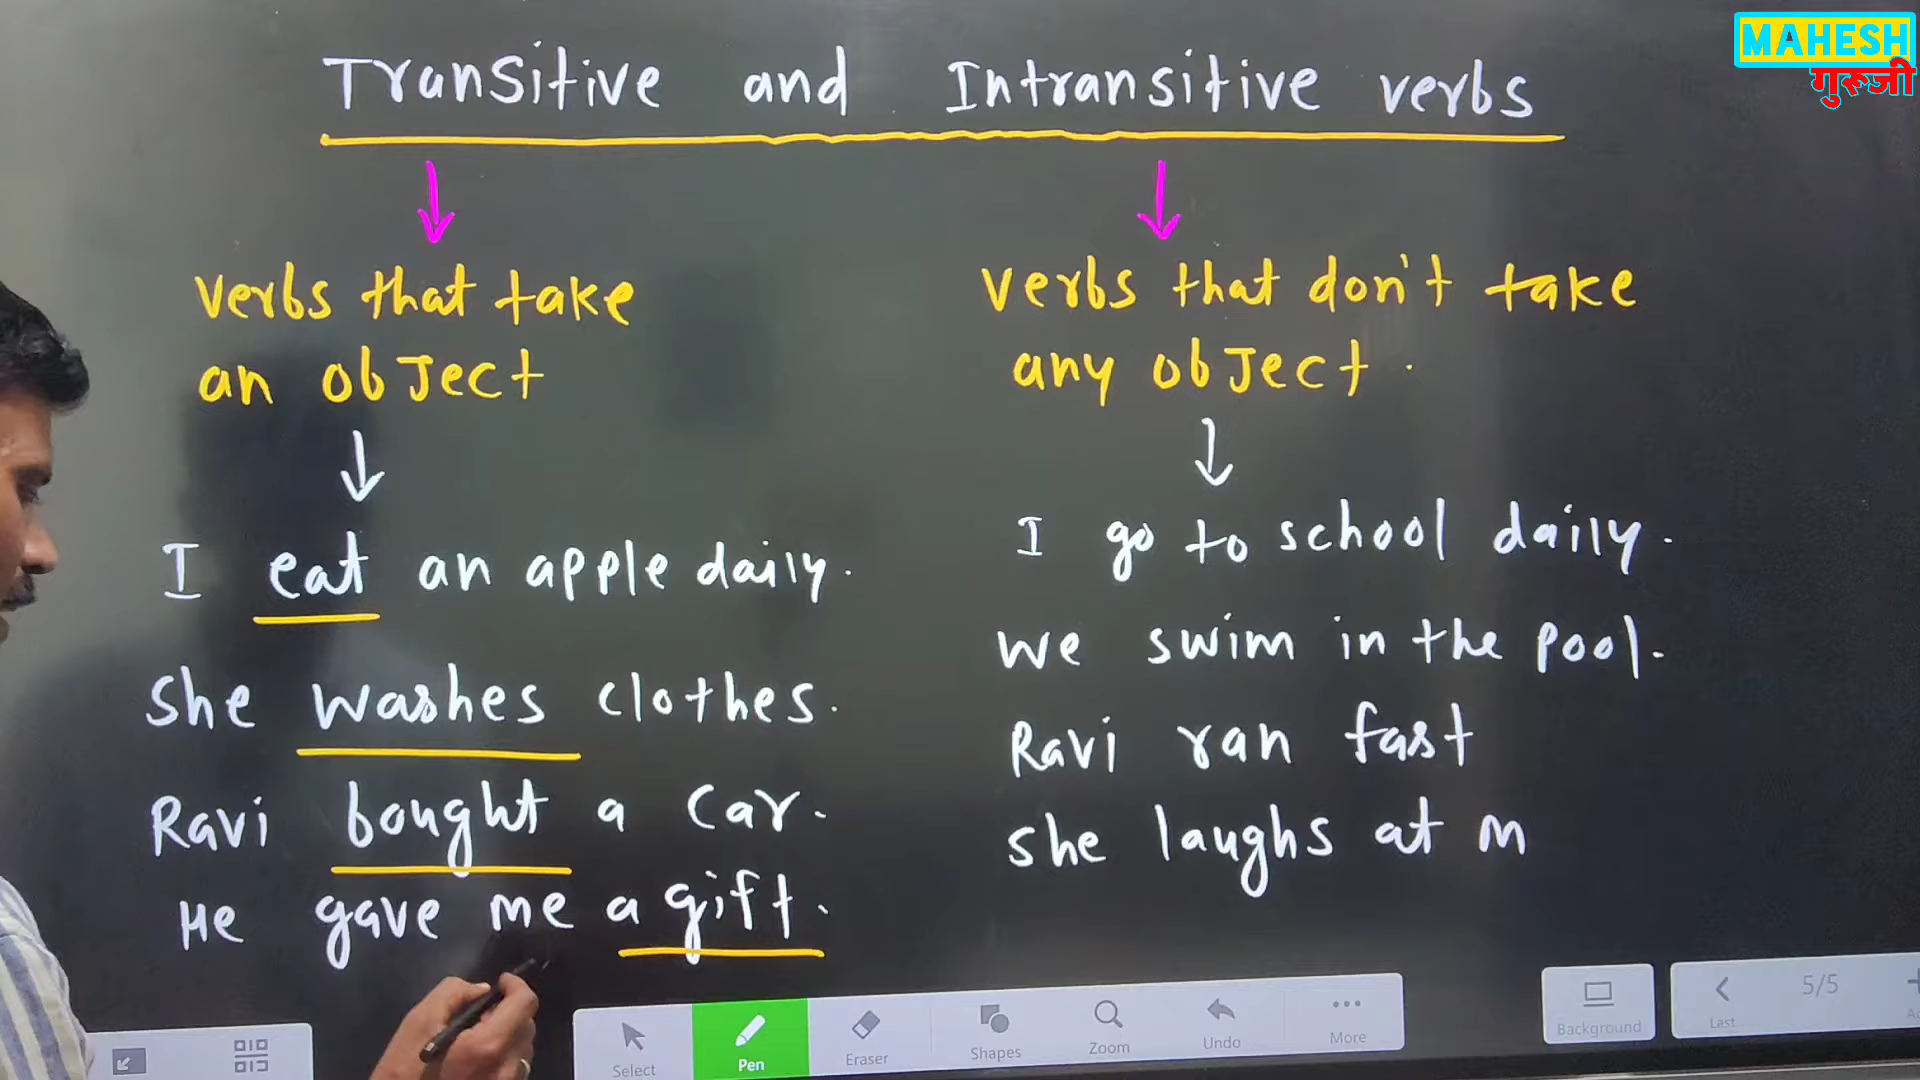 MAHESH
गुरूजी
Transitive and Intransitive verbs
verbs that take
an object
I eat an apple daily.
She washes clothes.
Ravi bought a car.
He gave me a gift.
verbs that don't take
any object.
I go to school daily.
we swim in the pool.
Ravi ran fast
she laughs at m
Select
Pen
Eraser
Shapes
Zoom
Undo
More
Background
Last
5/5